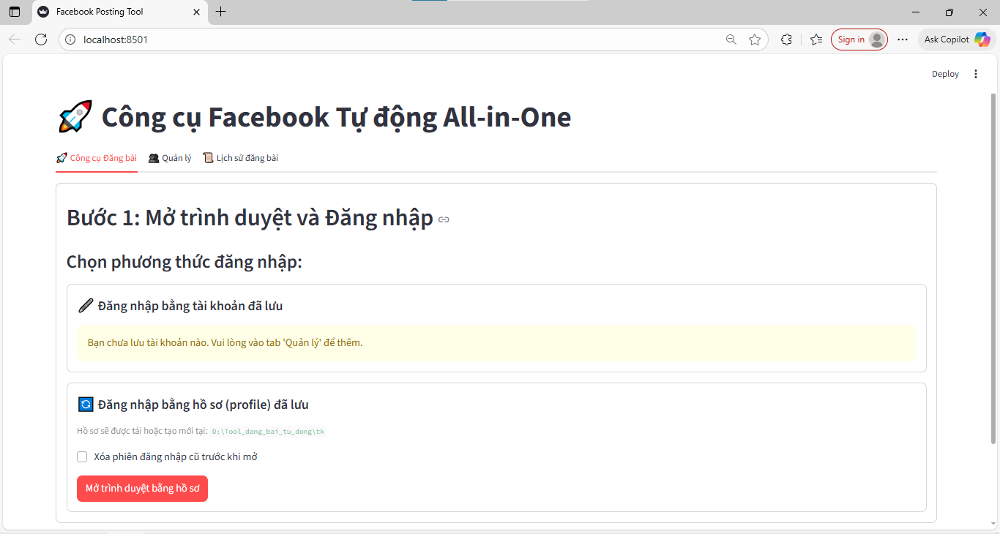 Facebook Posting Tool
localhost:8501
Sign in
Ask Copilot
Deploy
Công cụ Facebook Tự động All-in-One
Công cụ Đăng bài
Quản lý
Lịch sử đăng bài
Bước 1: Mở trình duyệt và Đăng nhập
Chọn phương thức đăng nhập:
Đăng nhập bằng tài khoản đã lưu
Bạn chưa lưu tài khoản nào. Vui lòng vào tab 'Quản lý' để thêm.
Đăng nhập bằng hồ sơ (profile) đã lưu
Hồ sơ sẽ được tải hoặc tạo mới tại: D:\Tool_dang_bai_tu_dong\tk
Xóa phiên đăng nhập cũ trước khi mở
Mở trình duyệt bằng hồ sơ